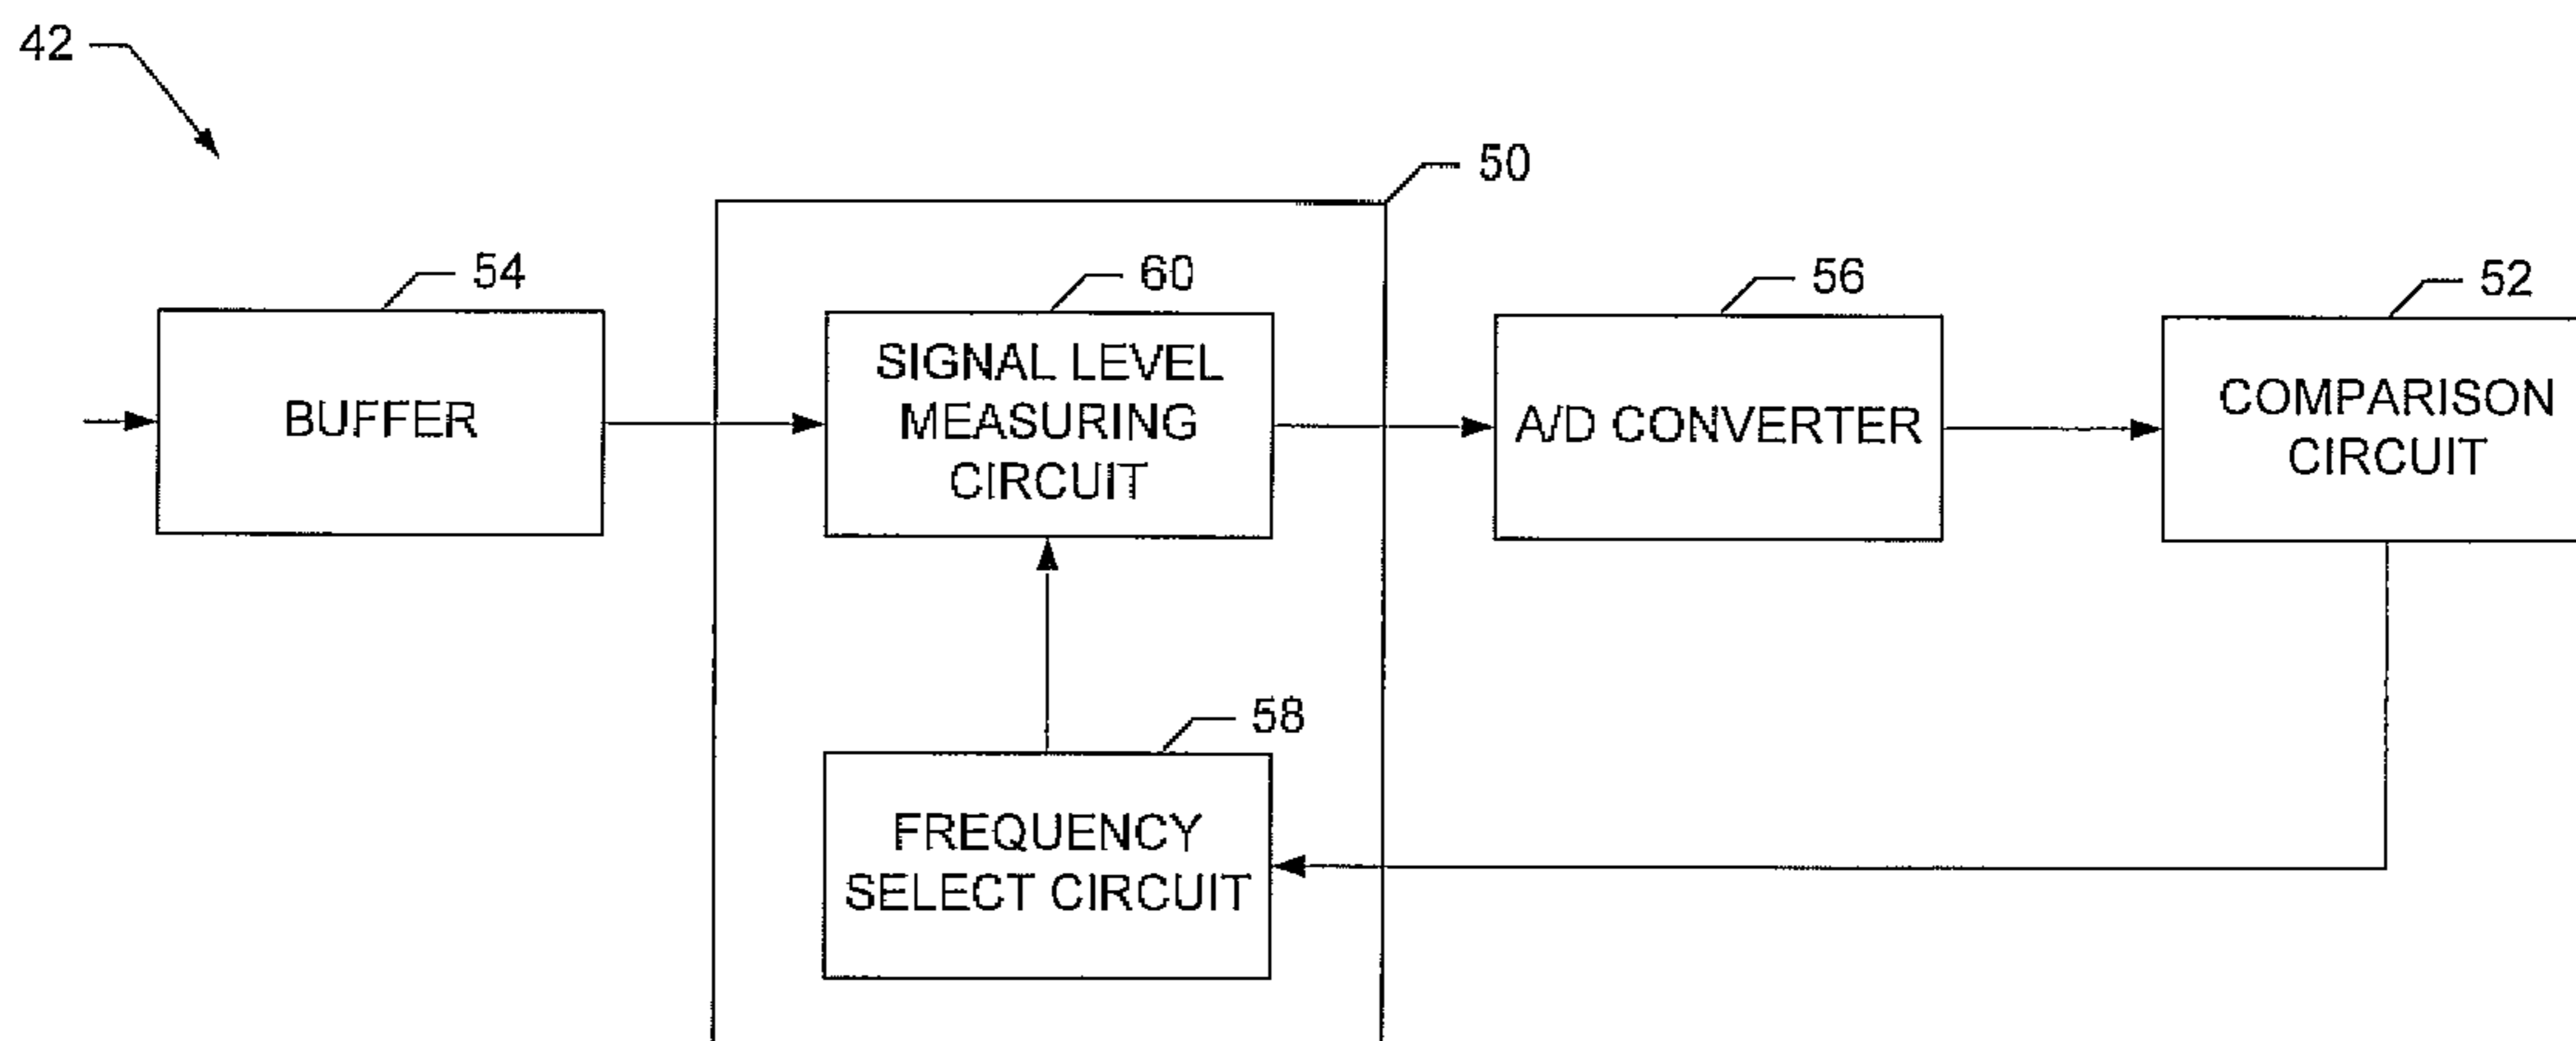 42
50
54
60
56
52
BUFFER
SIGNAL LEVEL
MEASURING
CIRCUIT
A/D CONVERTER
COMPARISON
CIRCUIT
58
FREQUENCY
SELECT CIRCUIT